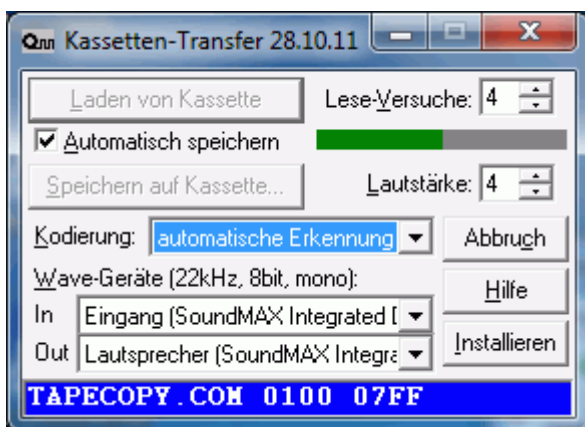 Qm Kassetten-Transfer 28.10.11
Laden von Kassette Lese-Versuche: 4
Automatisch speichern
Speichern auf Kassette... Lautstärke: 4
Kodierung: automatische Erkennung Abbruch
Wave-Geräte (22kHz, 8bit, mono): Hilfe
In Eingang (SoundMAX Integrated
Out Lautsprecher (SoundMAX Integra Installieren
TAPECOPY.COM 0100 07FF